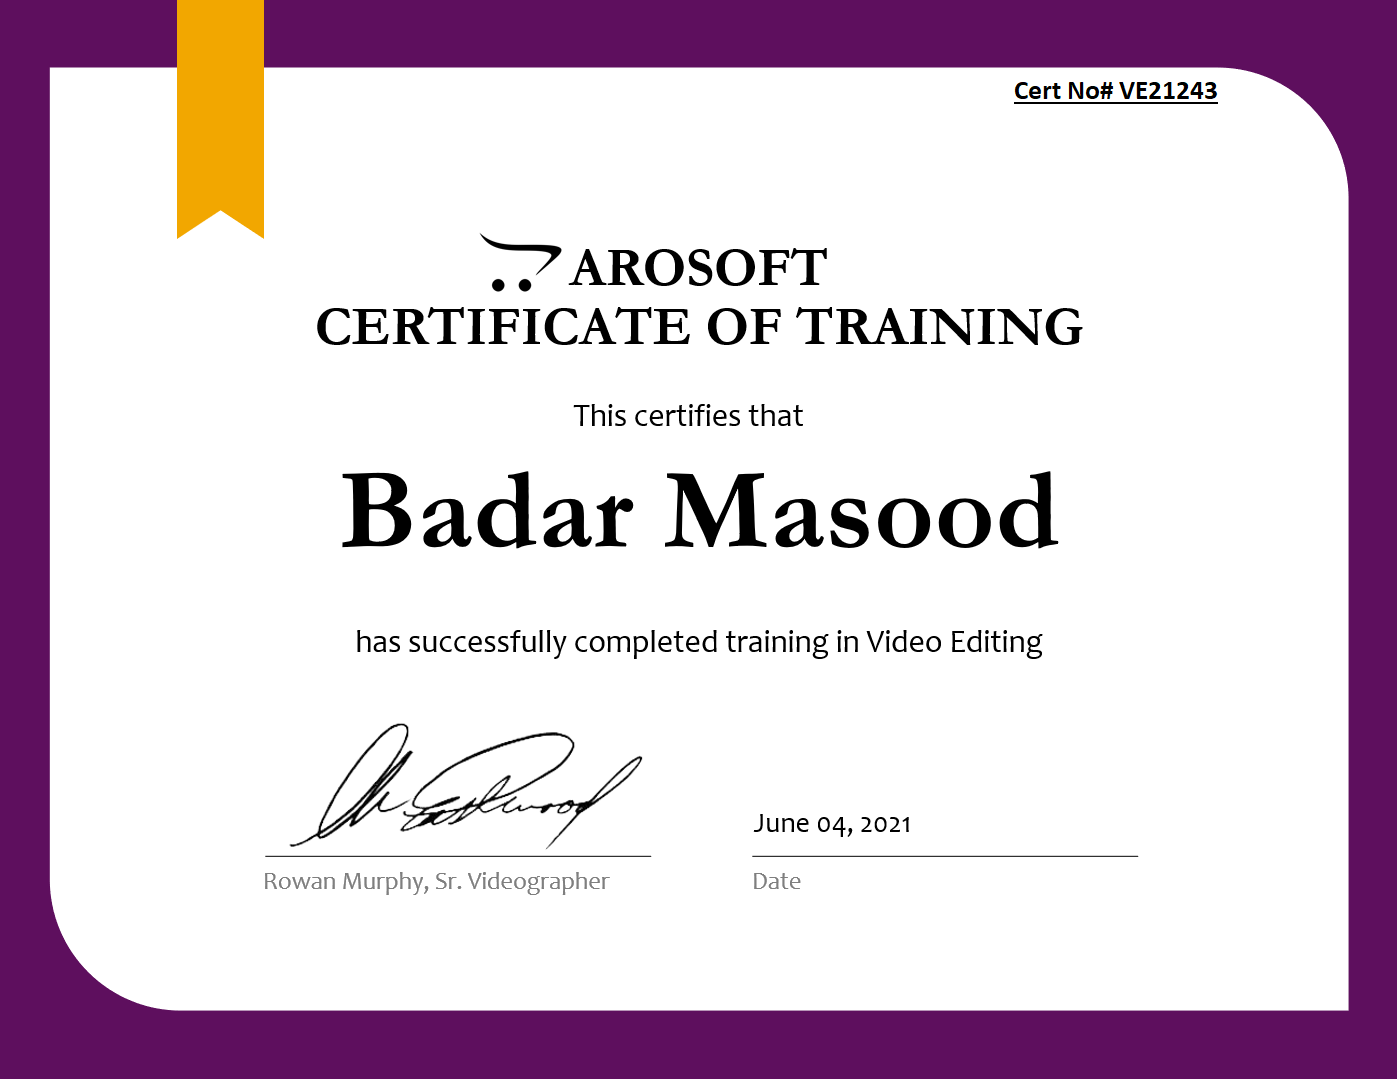 Cert No# VE21243
AROSOFT
CERTIFICATE OF TRAINING
This certifies that
Badar Masood
has successfully completed training in Video Editing
June 04, 2021
Rowan Murphy, Sr. Videographer
Date